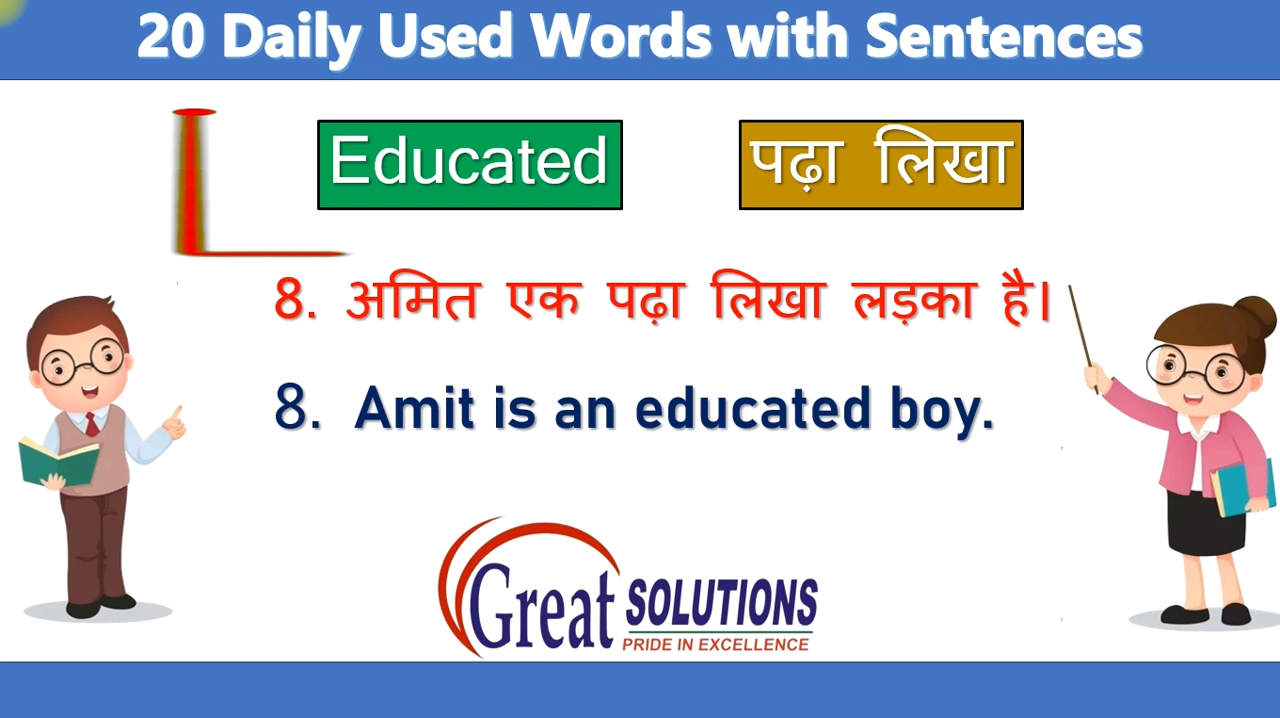 20 Daily Used Words with Sentences
Educated पढ़ा लिखा
8. अमित एक पढ़ा लिखा लड़का है।
8. Amit is an educated boy.
Great SOLUTIONS
PRIDE IN EXCELLENCE